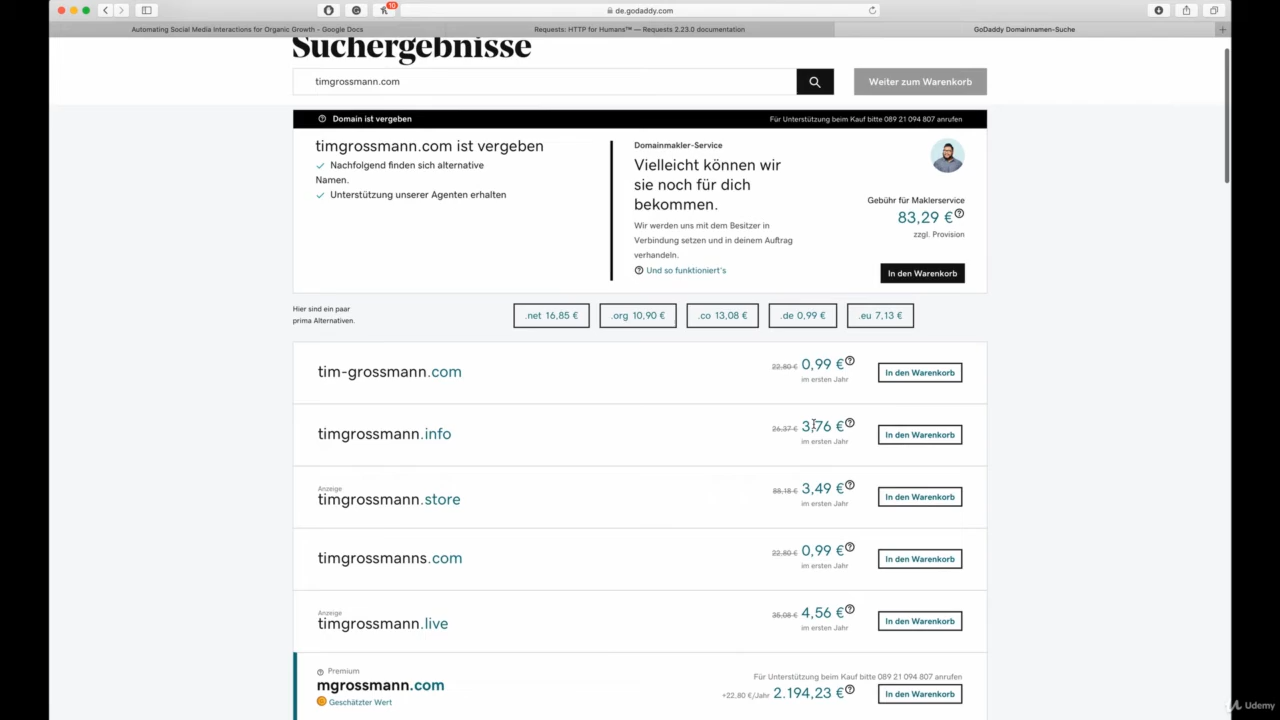 de.godaddy.com
10
Automating Social Media Interactions for Organic Growth - Google Docs
Requests: HTTP for Humans™ — Requests 2.23.0 documentation
GoDaddy Domainnamen-Suche
Suchergebnisse
timgrossmann.com
Weiter zum Warenkorb
Domain ist vergeben
Für Unterstützung beim Kauf bitte 089 21 094 807 anrufen
timgrossmann.com ist vergeben
Nachfolgend finden sich alternative
Namen.
Unterstützung unserer Agenten erhalten
Domainmakler-Service
Vielleicht können wir
sie noch für dich
bekommen.
Wir werden uns mit dem Besitzer in
Verbindung setzen und in deinem Auftrag
verhandeln.
Und so funktioniert's
Gebühr für Maklerservice
83,29 €
zzgl. Provision
In den Warenkorb
Hier sind ein paar
prima Alternativen.
.net 16,85 €
.org 10,90 €
.co 13,08 €
.de 0,99 €
.eu 7,13 €
tim-grossmann.com
22,80 € 0,99 €
im ersten Jahr
In den Warenkorb
timgrossmann.info
26,37 € 3,76 €
im ersten Jahr
In den Warenkorb
Anzeige
timgrossmann.store
88,18 € 3,49 €
im ersten Jahr
In den Warenkorb
timgrossmanns.com
22,80 € 0,99 €
im ersten Jahr
In den Warenkorb
Anzeige
timgrossmann.live
35,08 € 4,56 €
im ersten Jahr
In den Warenkorb
Premium
mgrossmann.com
Geschätzter Wert
Für Unterstützung beim Kauf bitte 089 21 094 807 anrufen
+22,80 €/Jahr 2.194,23 €
In den Warenkorb
Udemy